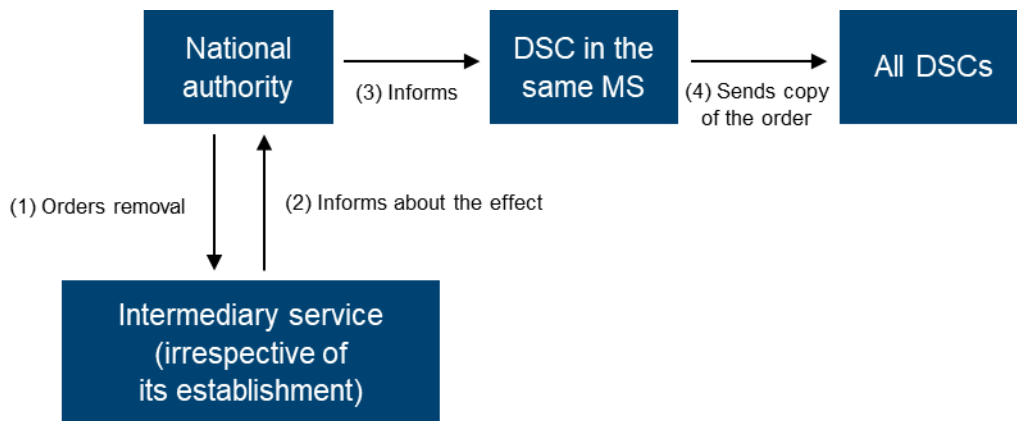 National
authority
(3) Informs
DSC in the
same MS
(4) Sends copy
of the order
All DSCs
(1) Orders removal
(2) Informs about the effect
Intermediary service
(irrespective of
its establishment)